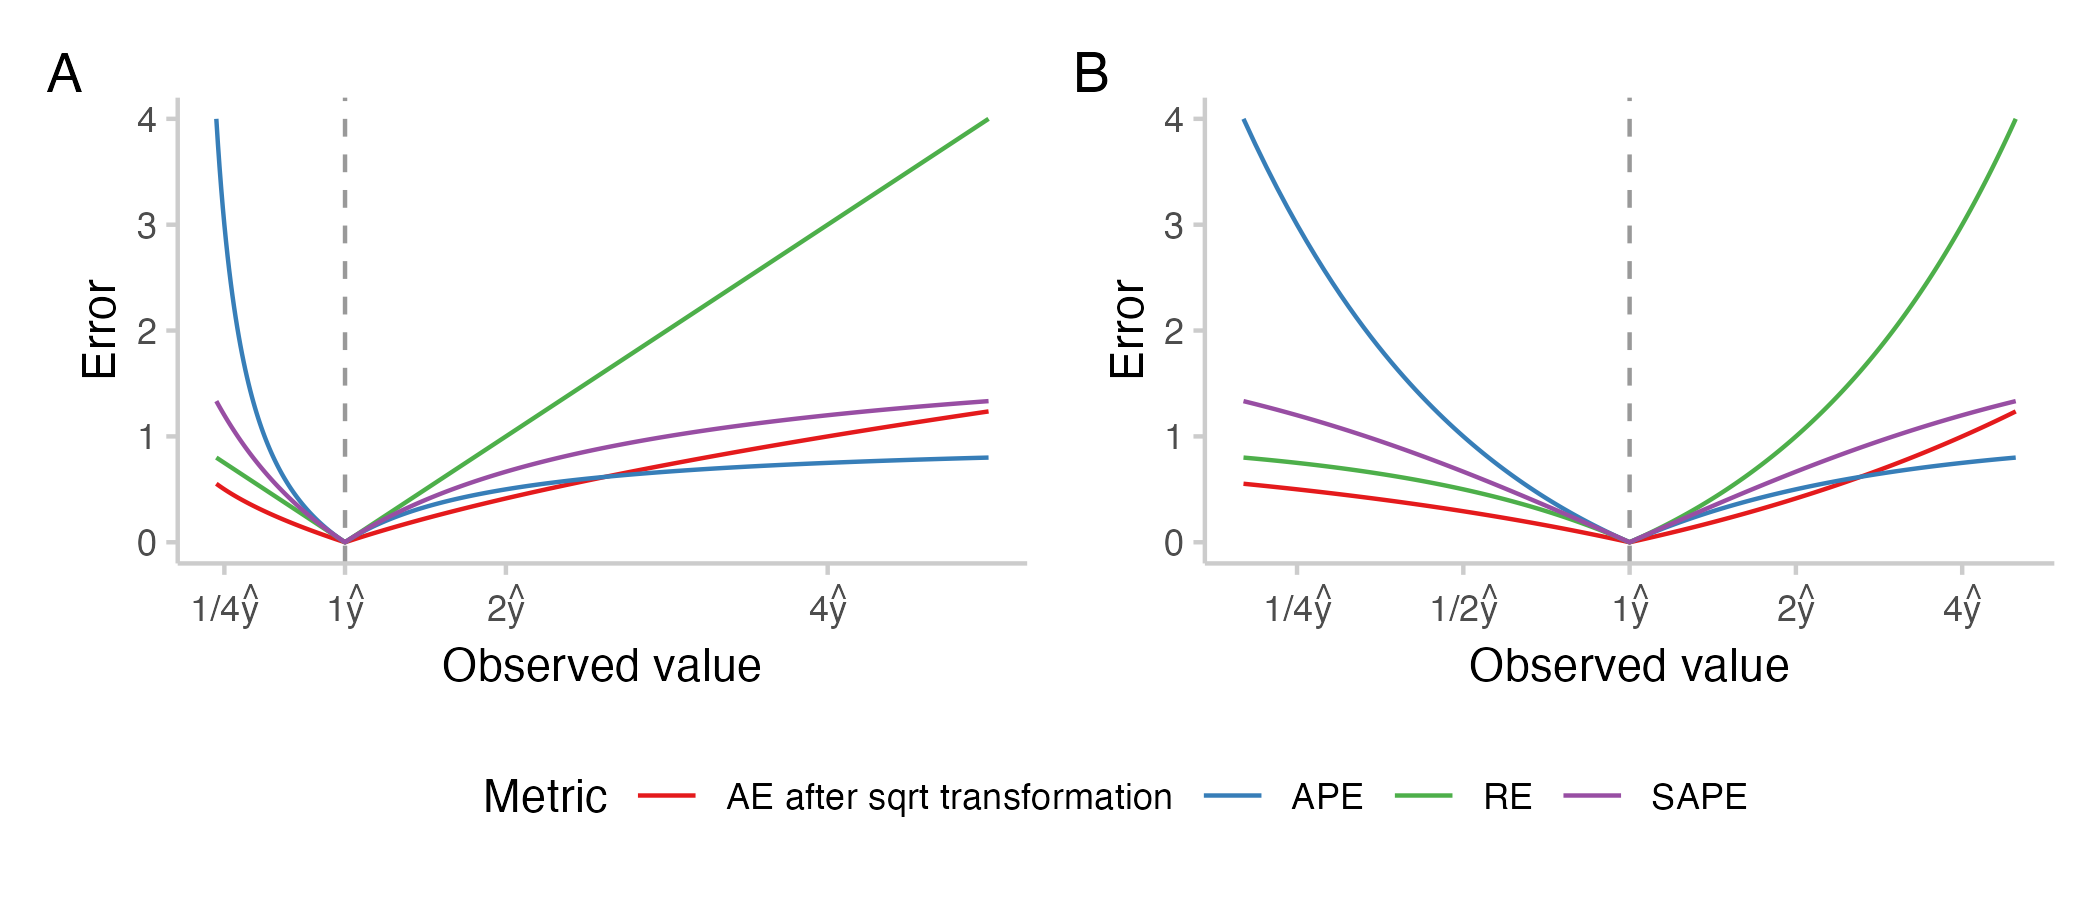 A
B
Error
4
3
2
1
0
1/4ŷ 1ŷ 2ŷ 4ŷ
Observed value
Error
4
3
2
1
0
1/4ŷ 1/2ŷ 1ŷ 2ŷ 4ŷ
Observed value
Metric AE after sqrt transformation APE RE SAPE